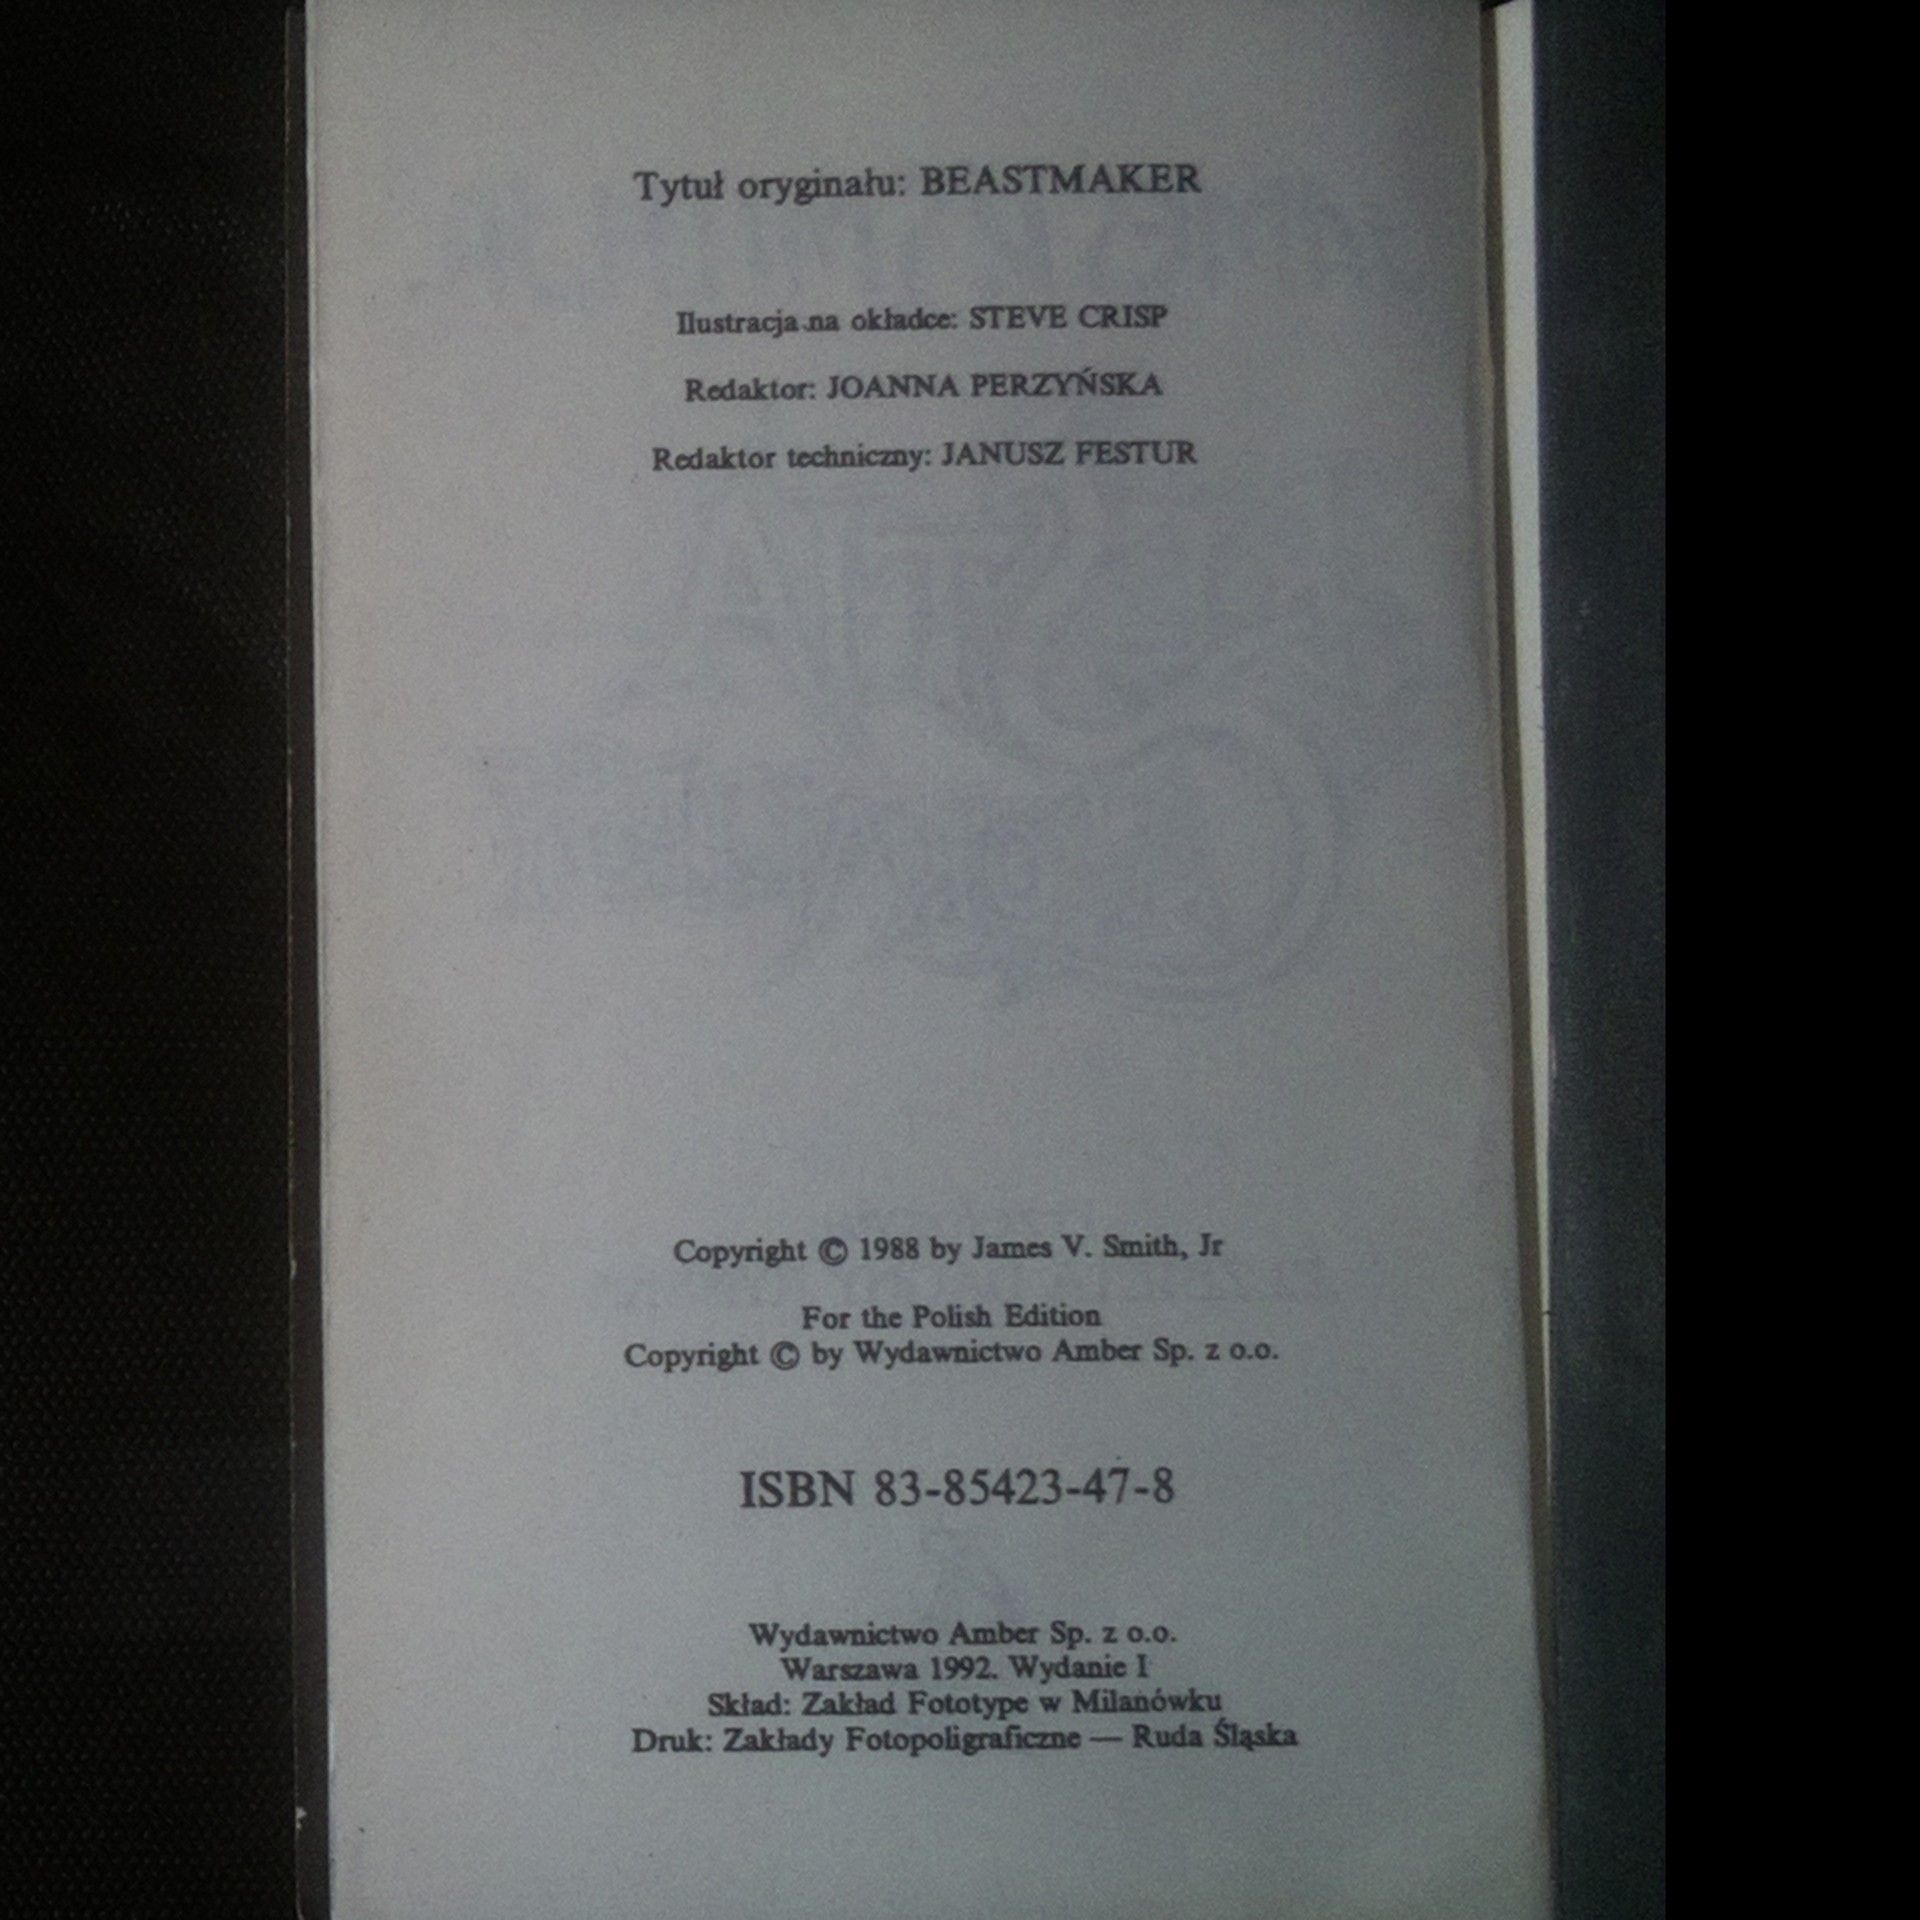 Tytuł oryginału: BEASTMAKER
Ilustracja na okładce: STEVE CRISP
Redaktor: JOANNA PERZYŃSKA
Redaktor techniczny: JANUSZ FESTUR
Copyright © 1988 by James V. Smith, Jr
For the Polish Edition
Copyright © by Wydawnictwo Amber Sp. z o.o.
ISBN 83-85423-47-8
Wydawnictwo Amber Sp. z o.o.
Warszawa 1992. Wydanie I
Skład: Zakład Fototype w Milanówku
Druk: Zakłady Fotopoligraficzne — Ruda Śląska